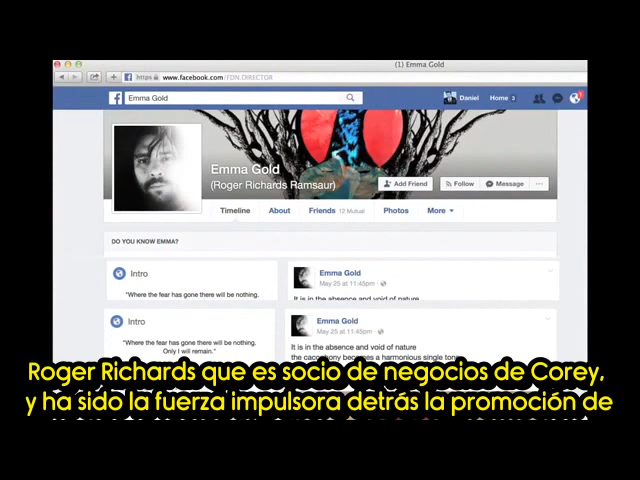 (1) Emma Gold
https www.facebook.com/FDN.DIRECTOR
f Emma Gold Daniel Home 3 1
Emma Gold
(Roger Richards Ramsaur)
Add Friend Follow Message ...
Timeline About Friends 12 Mutual Photos More
DO YOU KNOW EMMA?
Intro
"Where the fear has gone there will be nothing.
Emma Gold
May 25 at 11:45pm
It is in the absence and void of nature
Intro
"Where the fear has gone there will be nothing.
Only I will remain."
Emma Gold
May 25 at 11:45pm
It is in the absence and void of nature
the cacophony becomes a harmonious single tone
Roger Richards que es socio de negocios de Corey,
y ha sido la fuerza impulsora detrás la promoción de